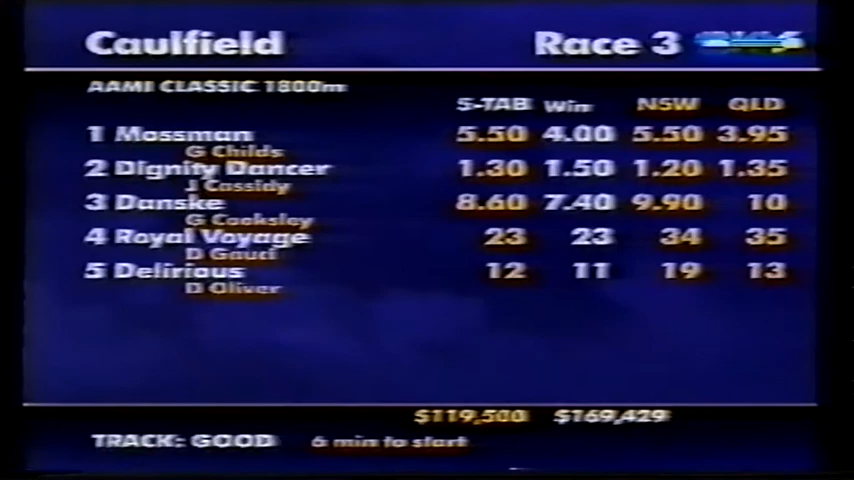 Caulfield Race 3
AAMI CLASSIC 1800m
S-TAB Win NSW QLD
1 Mossman 5.50 4.00 5.50 3.95
G Childs
2 Dignity Dancer 1.30 1.50 1.20 1.35
J Cassidy
3 Danske 8.60 7.40 9.90 10
G Cooksley
4 Royal Voyage 23 23 34 35
D Gauci
5 Delirious 12 11 19 13
D Oliver
$119,500 $169,429
TRACK: GOOD 6 min to start